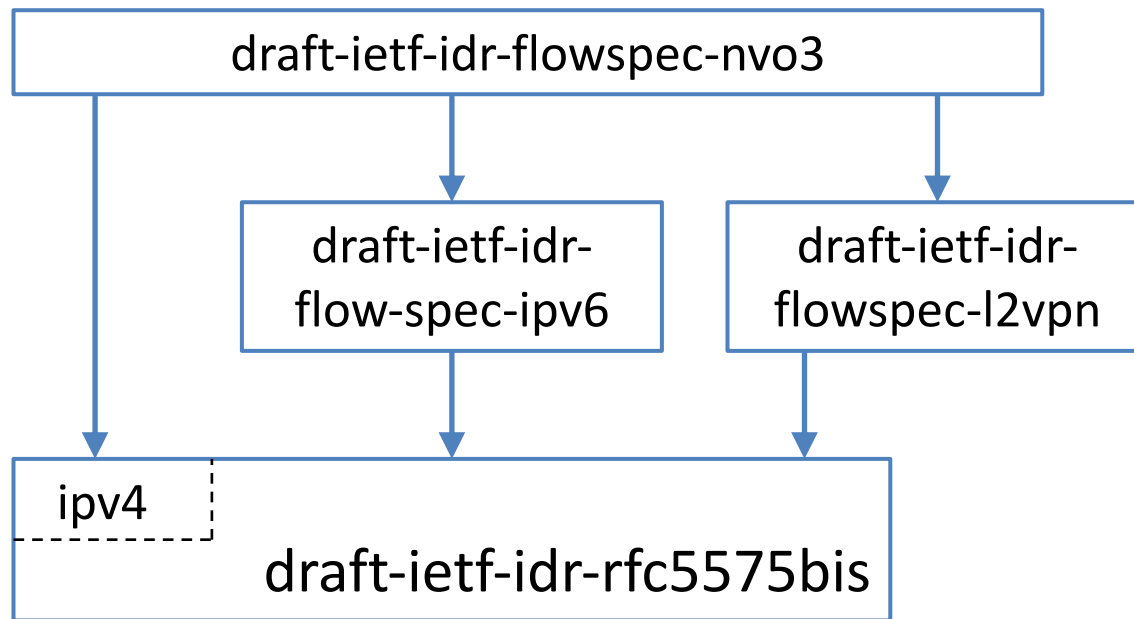 draft-ietf-idr-flowspec-nvo3
draft-ietf-idr-
flow-spec-ipv6
draft-ietf-idr-
flowspec-l2vpn
ipv4
draft-ietf-idr-rfc5575bis